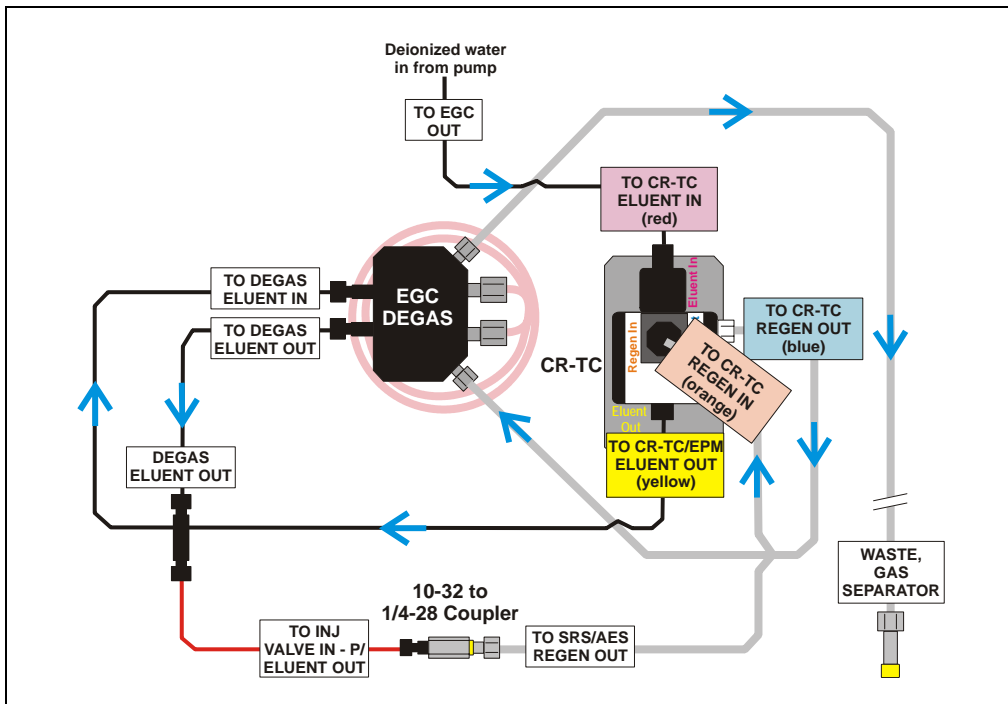 Deionized water
in from pump
TO EGC
OUT
TO CR-TC
ELUENT IN
(red)
TO DEGAS
ELUENT IN
TO DEGAS
ELUENT OUT
EGC
DEGAS
Eluent In
Regen In
CR-TC
TO CR-TC
REGEN OUT
(blue)
TO CR-TC
REGEN IN
(orange)
Eluent
Out
TO CR-TC/EPM
ELUENT OUT
(yellow)
DEGAS
ELUENT OUT
WASTE,
GAS
SEPARATOR
10-32 to
1/4-28 Coupler
TO INJ
VALVE IN - P/
ELUENT OUT
TO SRS/AES
REGEN OUT